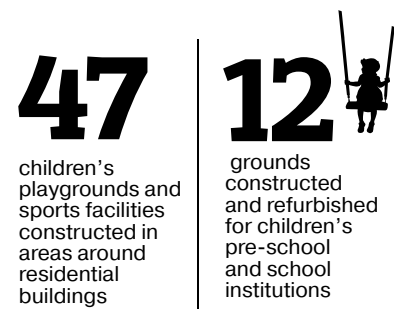 47
children's
playgrounds and
sports facilities
constructed in
areas around
residential
buildings
12
grounds
constructed
and refurbished
for children's
pre-school
and school
institutions